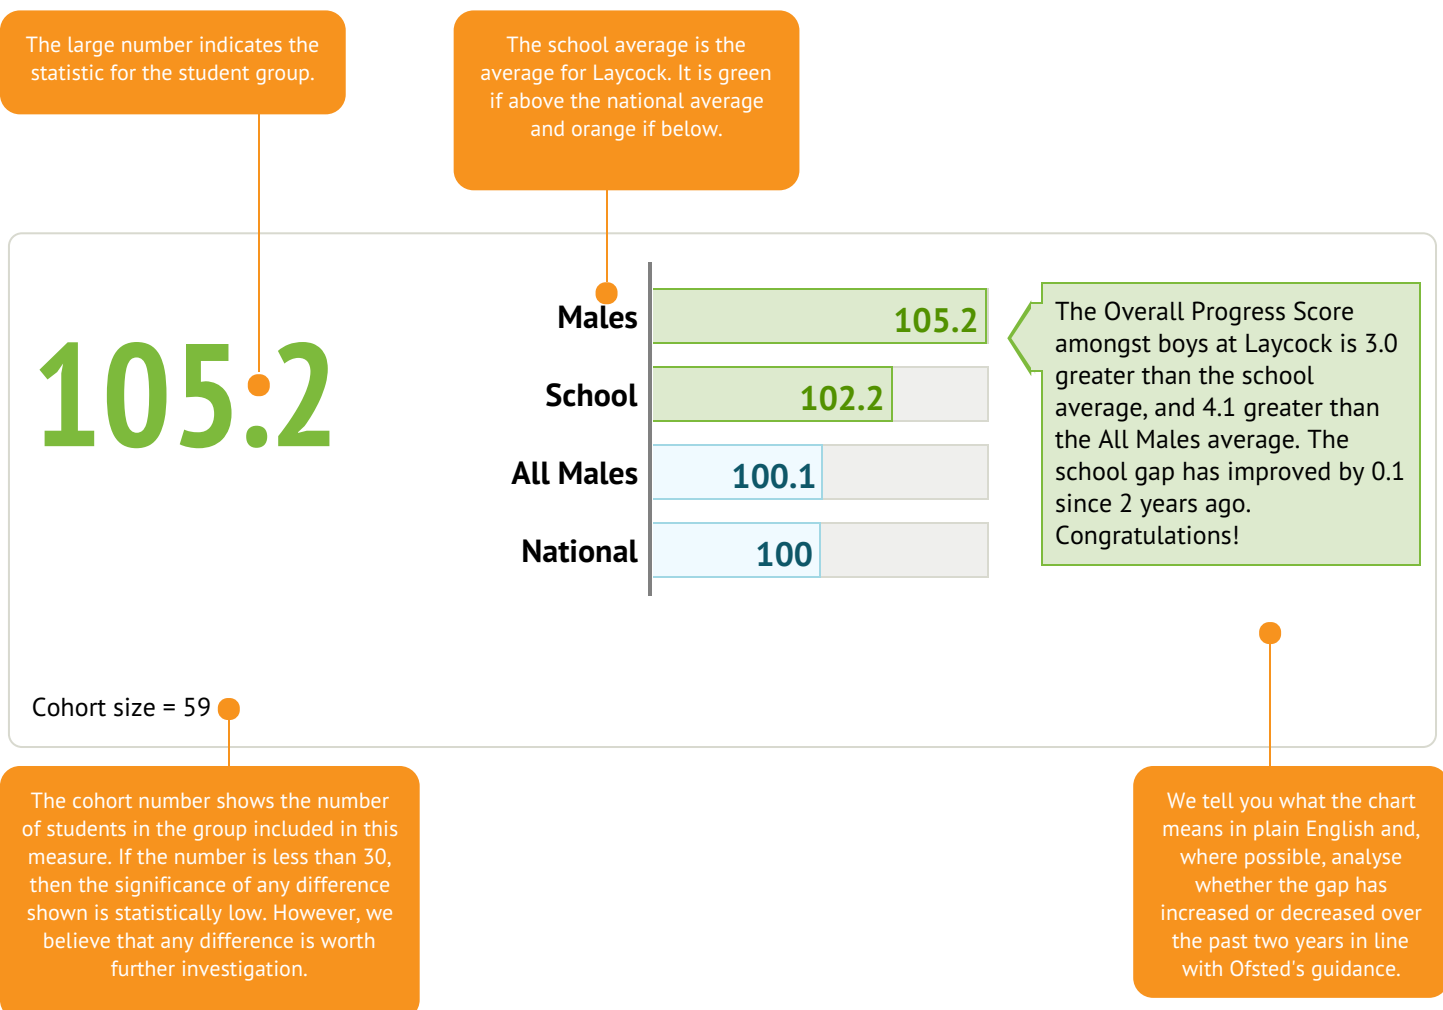 The large number indicates the
statistic for the student group.
The school average is the
average for Laycock. It is green
if above the national average
and orange if below.
105.2
Males
105.2
School
102.2
All Males
100.1
National
100
The Overall Progress Score
amongst boys at Laycock is 3.0
greater than the school
average, and 4.1 greater than
the All Males average. The
school gap has improved by 0.1
since 2 years ago.
Congratulations!
Cohort size = 59
The cohort number shows the number
of students in the group included in this
measure. If the number is less than 30,
then the significance of any difference
shown is statistically low. However, we
believe that any difference is worth
further investigation.
We tell you what the chart
means in plain English and,
where possible, analyse
whether the gap has
increased or decreased over
the past two years in line
with Ofsted's guidance.